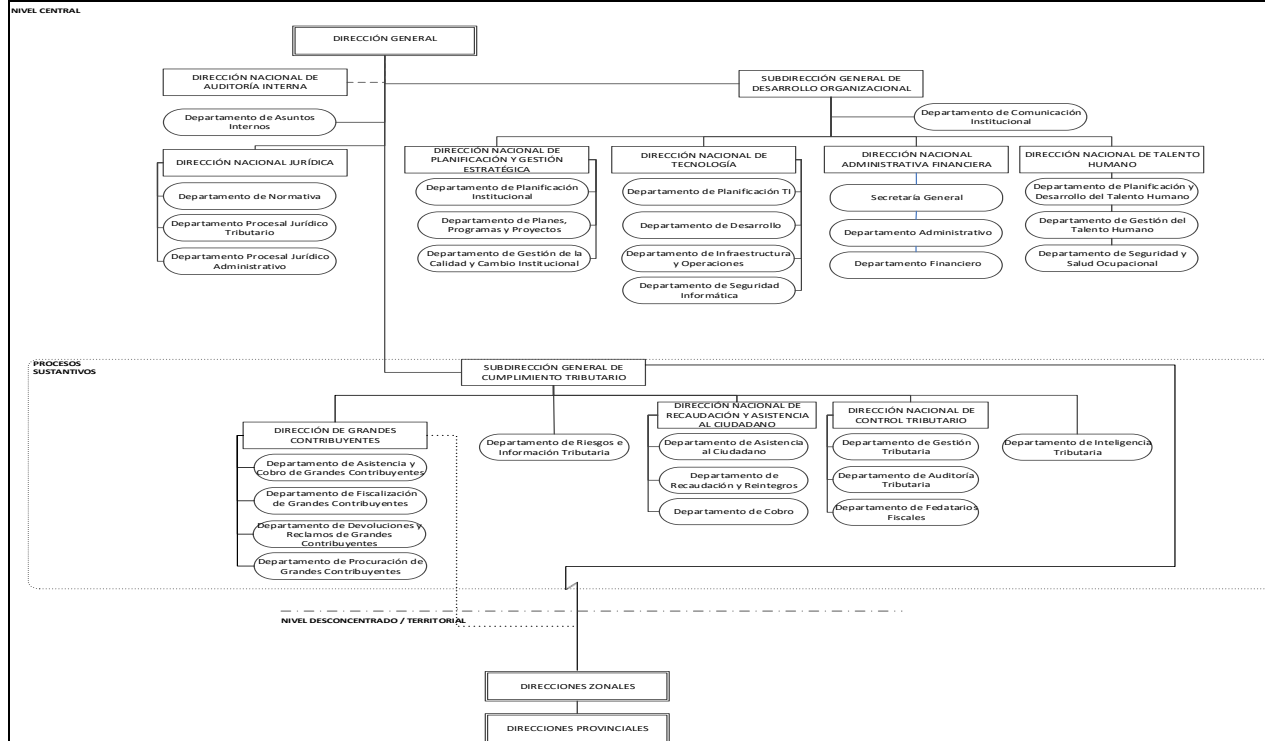 NIVEL CENTRAL
DIRECCIÓN GENERAL
DIRECCIÓN NACIONAL DE
AUDITORÍA INTERNA
SUBDIRECCIÓN GENERAL DE
DESARROLLO ORGANIZACIONAL
Departamento de Asuntos
Internos
Departamento de Comunicación
Institucional
DIRECCIÓN NACIONAL JURÍDICA
Departamento de Normativa
Departamento Procesal Jurídico
Tributario
Departamento Procesal Jurídico
Administrativo
DIRECCIÓN NACIONAL DE
PLANIFICACIÓN Y GESTIÓN
ESTRATÉGICA
Departamento de Planificación
Institucional
Departamento de Planes,
Programas y Proyectos
Departamento de Gestión de la
Calidad y Cambio Institucional
DIRECCIÓN NACIONAL DE
TECNOLOGÍA
Departamento de Planificación TI
Departamento de Desarrollo
Departamento de Infraestructura
y Operaciones
Departamento de Seguridad
Informática
DIRECCIÓN NACIONAL
ADMINISTRATIVA FINANCIERA
Secretaría General
Departamento Administrativo
Departamento Financiero
DIRECCIÓN NACIONAL DE TALENTO
HUMANO
Departamento de Planificación y
Desarrollo del Talento Humano
Departamento de Gestión del
Talento Humano
Departamento de Seguridad y
Salud Ocupacional
PROCESOS
SUSTANTIVOS
SUBDIRECCIÓN GENERAL DE
CUMPLIMIENTO TRIBUTARIO
DIRECCIÓN DE GRANDES
CONTRIBUYENTES
Departamento de Asistencia y
Cobro de Grandes Contribuyentes
Departamento de Fiscalización
de Grandes Contribuyentes
Departamento de Devoluciones y
Reclamos de Grandes
Contribuyentes
Departamento de Procuración de
Grandes Contribuyentes
Departamento de Riesgos e
Información Tributaria
DIRECCIÓN NACIONAL DE
RECAUDACIÓN Y ASISTENCIA
AL CIUDADANO
Departamento de Asistencia
al Ciudadano
Departamento de
Recaudación y Reintegros
Departamento de Cobro
DIRECCIÓN NACIONAL DE
CONTROL TRIBUTARIO
Departamento de Gestión
Tributaria
Departamento de Auditoría
Tributaria
Departamento de Fedatarios
Fiscales
Departamento de Inteligencia
Tributaria
NIVEL DESCONCENTRADO / TERRITORIAL
DIRECCIONES ZONALES
DIRECCIONES PROVINCIALES